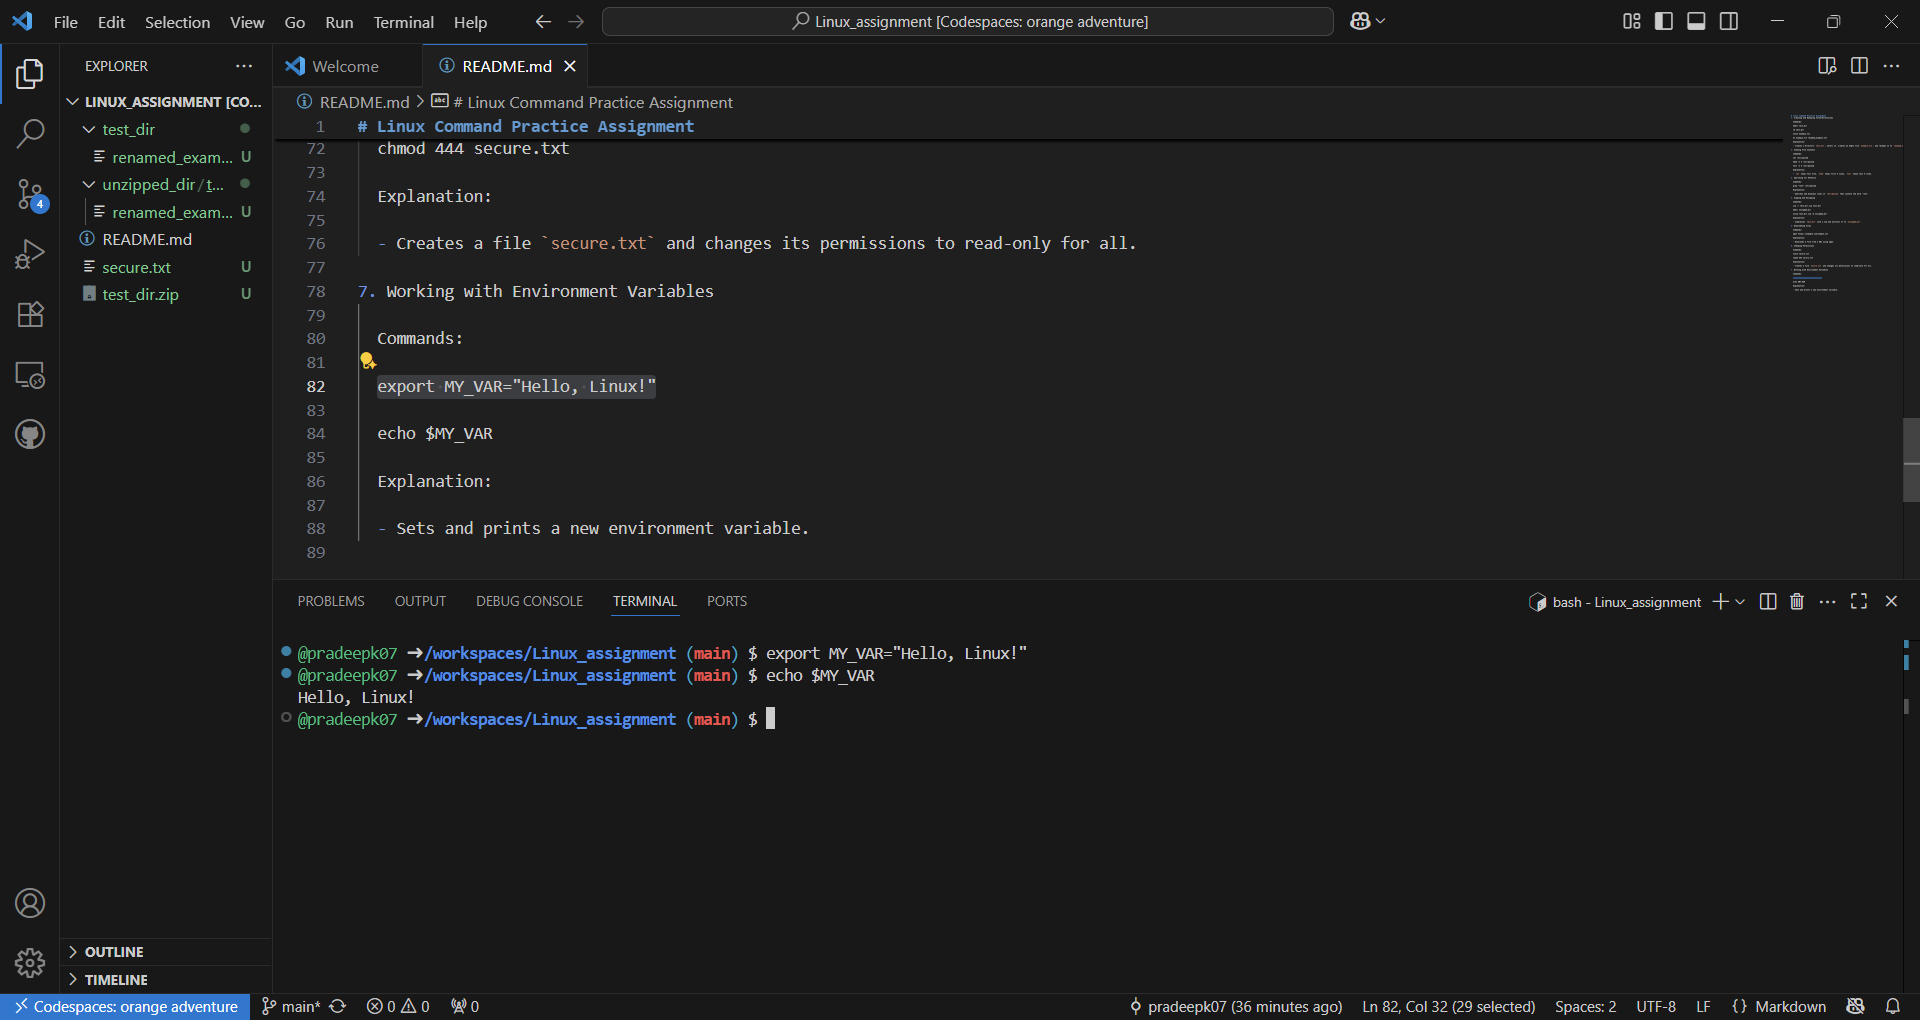 File Edit Selection View Go Run Terminal Help
Linux_assignment [Codespaces: orange adventure]
EXPLORER
LINUX_ASSIGNMENT [CO...
test_dir
renamed_exam... U
unzipped_dir/t...
renamed_exam... U
README.md
secure.txt U
test_dir.zip U
4
OUTLINE
TIMELINE
Welcome README.md
README.md > # Linux Command Practice Assignment
1 # Linux Command Practice Assignment
72 chmod 444 secure.txt
73
74 Explanation:
75
76 - Creates a file `secure.txt` and changes its permissions to read-only for all.
77
78 7. Working with Environment Variables
79
80 Commands:
81
82 export MY_VAR="Hello, Linux!"
83
84 echo $MY_VAR
85
86 Explanation:
87
88 - Sets and prints a new environment variable.
89
PROBLEMS OUTPUT DEBUG CONSOLE TERMINAL PORTS
bash - Linux_assignment
@pradeepk07 ➜/workspaces/Linux_assignment (main) $ export MY_VAR="Hello, Linux!"
@pradeepk07 ➜/workspaces/Linux_assignment (main) $ echo $MY_VAR
Hello, Linux!
@pradeepk07 ➜/workspaces/Linux_assignment (main) $
Codespaces: orange adventure main* 0 0 0
pradeepk07 (36 minutes ago) Ln 82, Col 32 (29 selected) Spaces: 2 UTF-8 LF {} Markdown